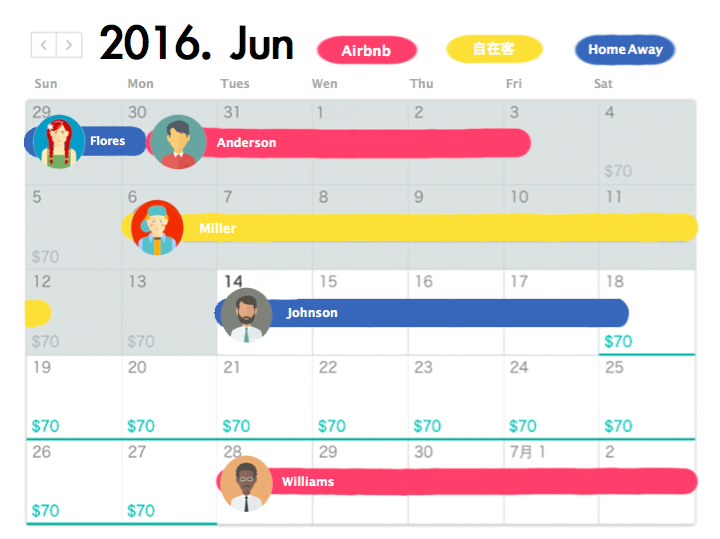 2016. Jun
Airbnb 自在客 Home Away
Sun Mon Tues Wen Thu Fri Sat
29 30 31 1 2 3 4
Flores Anderson
$70
5 6 7 8 9 10 11
Miller
$70
12 13 14 15 16 17 18
Johnson
$70 $70 $70
19 20 21 22 23 24 25
$70 $70 $70 $70 $70 $70 $70
26 27 28 29 30 7月 1 2
Williams
$70 $70